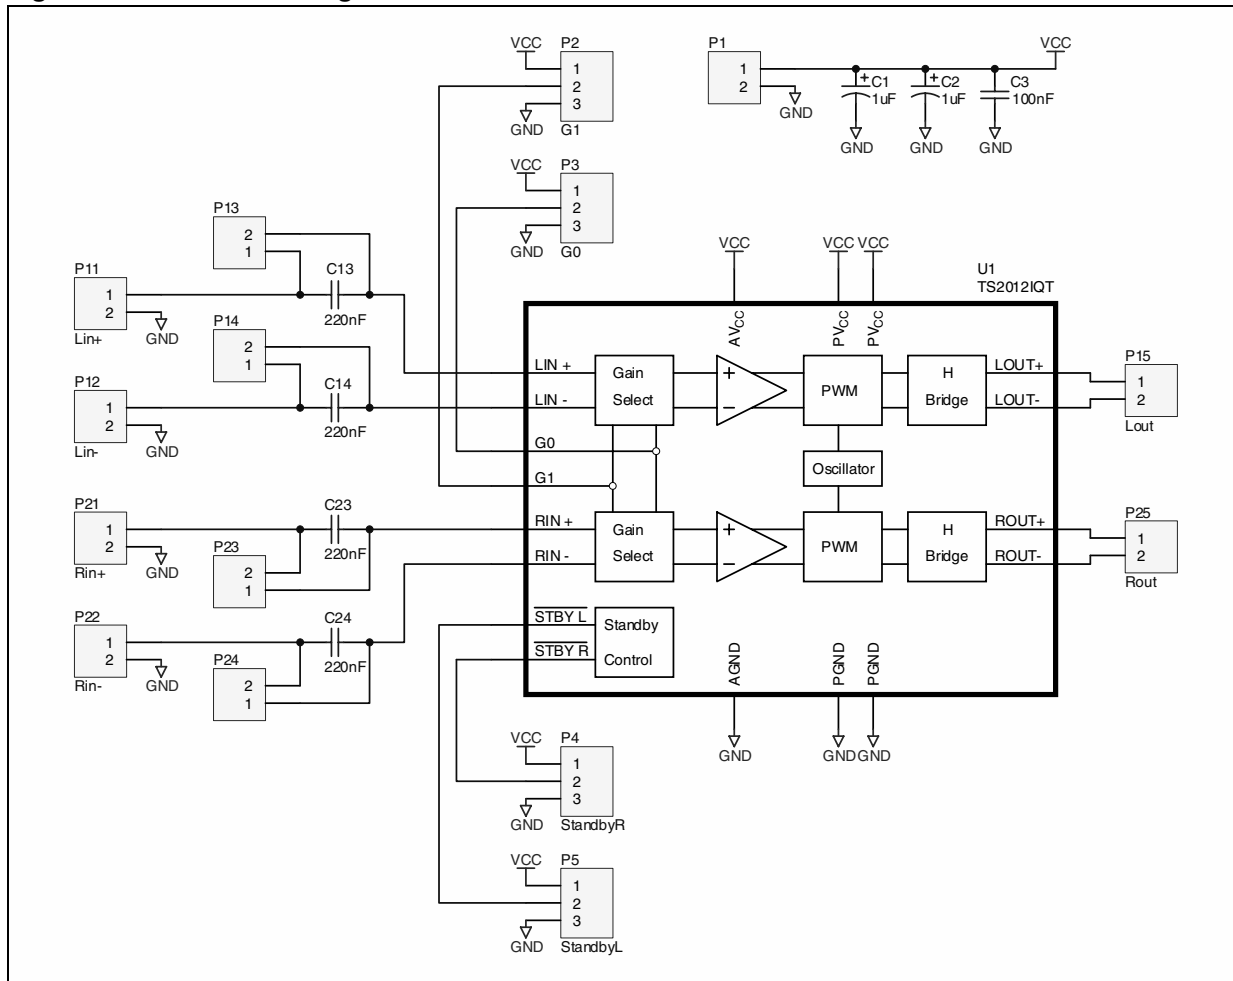 VCC
P2
1
2
3
GND
G1
P1
1
2
GND
VCC
+ C1
1uF
GND
+ C2
1uF
GND
C3
100nF
GND
VCC
P3
1
2
3
GND
G0
P13
2
1
P11
1
2
GND
Lin+
C13
220nF
P14
2
1
P12
1
2
GND
Lin-
C14
220nF
P21
1
2
GND
Rin+
C23
220nF
P23
2
1
P22
1
2
GND
Rin-
C24
220nF
P24
2
1
VCC
VCC VCC
U1
TS2012IQT
AVCC
PVCC
PVCC
LIN +
LIN -
G0
G1
Gain
Select
+
−
PWM
H
Bridge
LOUT+
LOUT-
P15
1
2
Lout
Oscillator
RIN +
RIN -
Gain
Select
+
−
PWM
H
Bridge
ROUT+
ROUT-
P25
1
2
Rout
STBY L
STBY R
Standby
Control
AGND
PGND
PGND
GND
GND GND
VCC
P4
1
2
3
GND
StandbyR
VCC
P5
1
2
3
GND
StandbyL